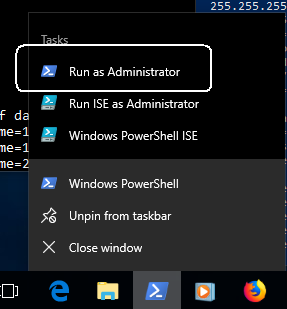 255.255.255
Tasks
Run as Administrator
Run ISE as Administrator
f da
Windows PowerShell ISE
me=1
me=1
me=2
Windows PowerShell
Unpin from taskbar
Close window